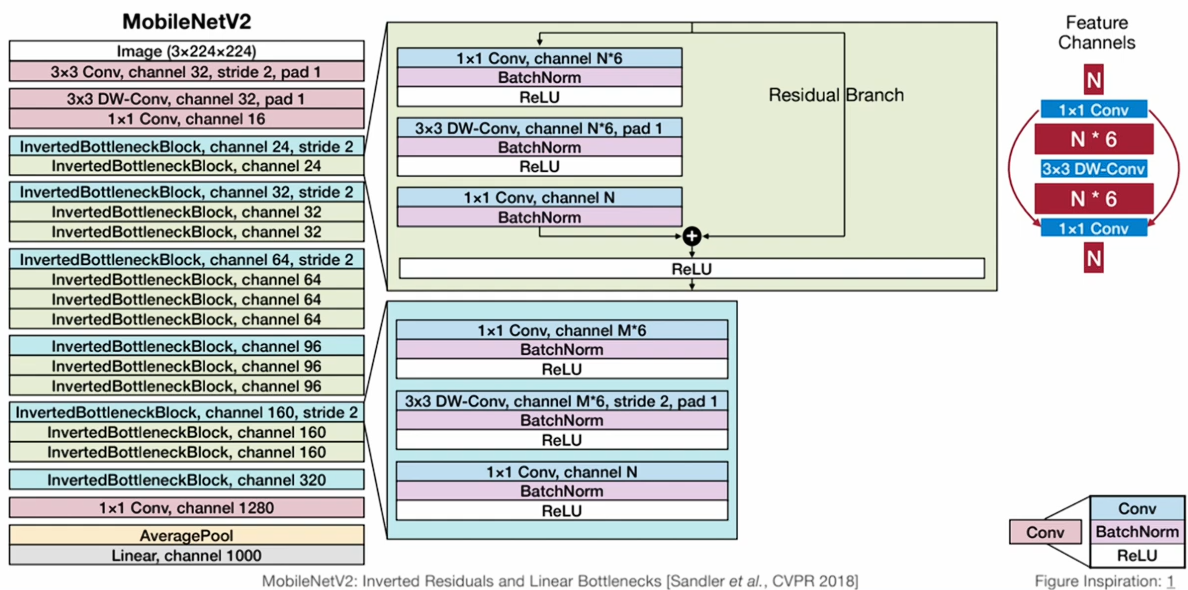 MobileNetV2
Image (3×224×224)
3×3 Conv, channel 32, stride 2, pad 1
3×3 DW-Conv, channel 32, pad 1
1×1 Conv, channel 16
InvertedBottleneckBlock, channel 24, stride 2
InvertedBottleneckBlock, channel 24
InvertedBottleneckBlock, channel 32, stride 2
InvertedBottleneckBlock, channel 32
InvertedBottleneckBlock, channel 32
InvertedBottleneckBlock, channel 64, stride 2
InvertedBottleneckBlock, channel 64
InvertedBottleneckBlock, channel 64
InvertedBottleneckBlock, channel 64
InvertedBottleneckBlock, channel 96
InvertedBottleneckBlock, channel 96
InvertedBottleneckBlock, channel 96
InvertedBottleneckBlock, channel 160, stride 2
InvertedBottleneckBlock, channel 160
InvertedBottleneckBlock, channel 160
InvertedBottleneckBlock, channel 320
1×1 Conv, channel 1280
AveragePool
Linear, channel 1000
1×1 Conv, channel N*6
BatchNorm
ReLU
3×3 DW-Conv, channel N*6, pad 1
BatchNorm
ReLU
1×1 Conv, channel N
BatchNorm
Residual Branch
+
ReLU
1×1 Conv, channel M*6
BatchNorm
ReLU
3×3 DW-Conv, channel M*6, stride 2, pad 1
BatchNorm
ReLU
1×1 Conv, channel N
BatchNorm
ReLU
Feature
Channels
N
1×1 Conv
N * 6
3×3 DW-Conv
N * 6
1×1 Conv
N
Conv
Conv
BatchNorm
ReLU
MobileNetV2: Inverted Residuals and Linear Bottlenecks [Sandler et al., CVPR 2018]
Figure Inspiration: 1